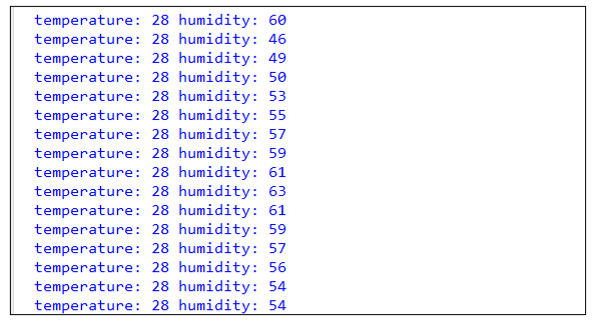 temperature: 28 humidity: 60
temperature: 28 humidity: 46
temperature: 28 humidity: 49
temperature: 28 humidity: 50
temperature: 28 humidity: 53
temperature: 28 humidity: 55
temperature: 28 humidity: 57
temperature: 28 humidity: 59
temperature: 28 humidity: 61
temperature: 28 humidity: 63
temperature: 28 humidity: 61
temperature: 28 humidity: 59
temperature: 28 humidity: 57
temperature: 28 humidity: 56
temperature: 28 humidity: 54
temperature: 28 humidity: 54